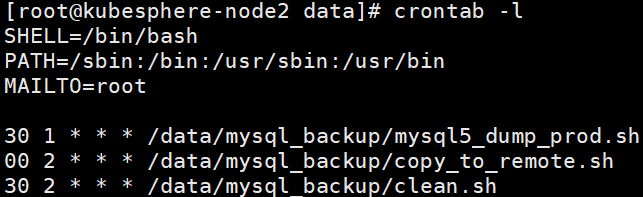 [root@kubesphere-node2 data]# crontab -l
SHELL=/bin/bash
PATH=/sbin:/bin:/usr/sbin:/usr/bin
MAILTO=root

30 1 * * * /data/mysql_backup/mysql5_dump_prod.sh
00 2 * * * /data/mysql_backup/copy_to_remote.sh
30 2 * * * /data/mysql_backup/clean.sh